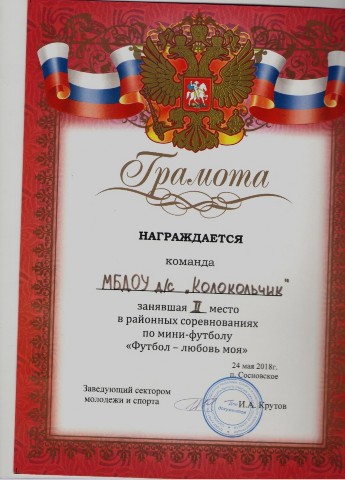 Грамота
НАГРАЖДАЕТСЯ
команда
МБДОУ д/с „Колокольчик"
занявшая II место
в районных соревнованиях
по мини-футболу
«Футбол – любовь моя»
24 мая 2018г.
п. Сосновское
Заведующий сектором
молодежи и спорта
И.А. Крутов